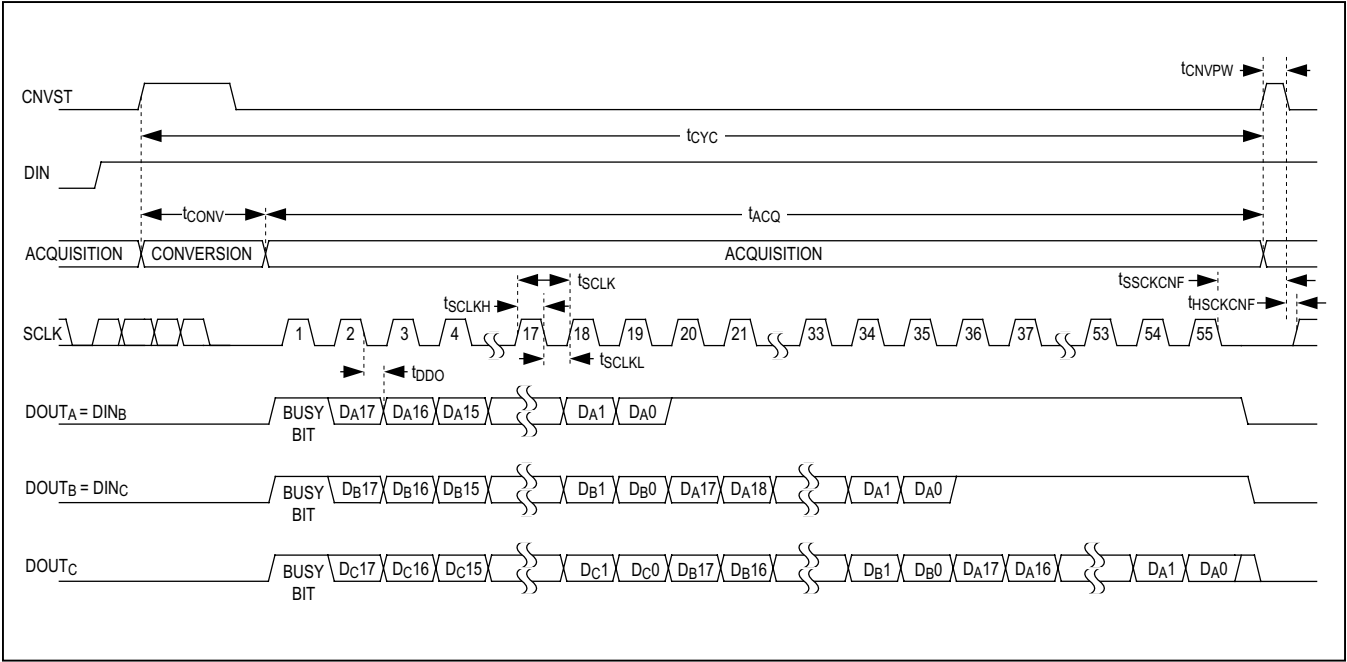 tCNVPW
CNVST
tCYC
DIN
tCONV tACQ
ACQUISITION CONVERSION ACQUISITION
tSCLK tSSCKCNF
tSCLKH tHSCKCNF
SCLK 1 2 3 4 17 18 19 20 21 33 34 35 36 37 53 54 55
tSCLKL
tDDO
DOUTA = DINB BUSY BIT DA17 DA16 DA15 DA1 DA0
DOUTB = DINC BUSY BIT DB17 DB16 DB15 DB1 DB0 DA17 DA18 DA1 DA0
DOUTC BUSY BIT DC17 DC16 DC15 DC1 DC0 DB17 DB16 DB1 DB0 DA17 DA16 DA1 DA0